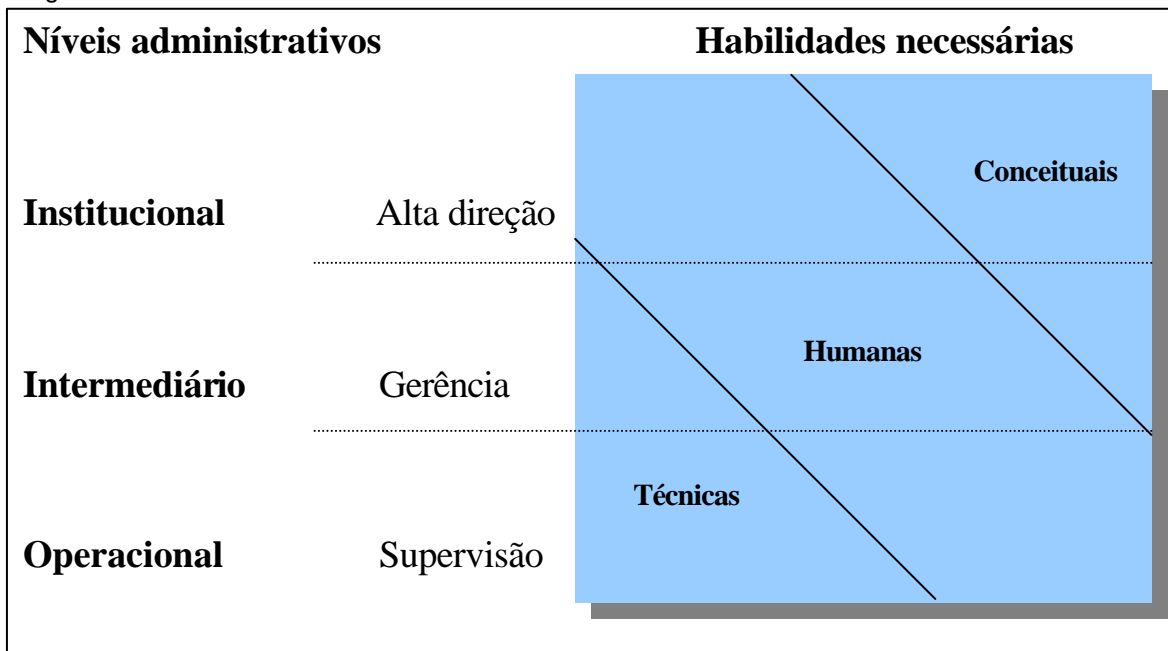 Níveis administrativos Habilidades necessárias
Conceituais
Institucional Alta direção
Humanas
Intermediário Gerência
Técnicas
Operacional Supervisão